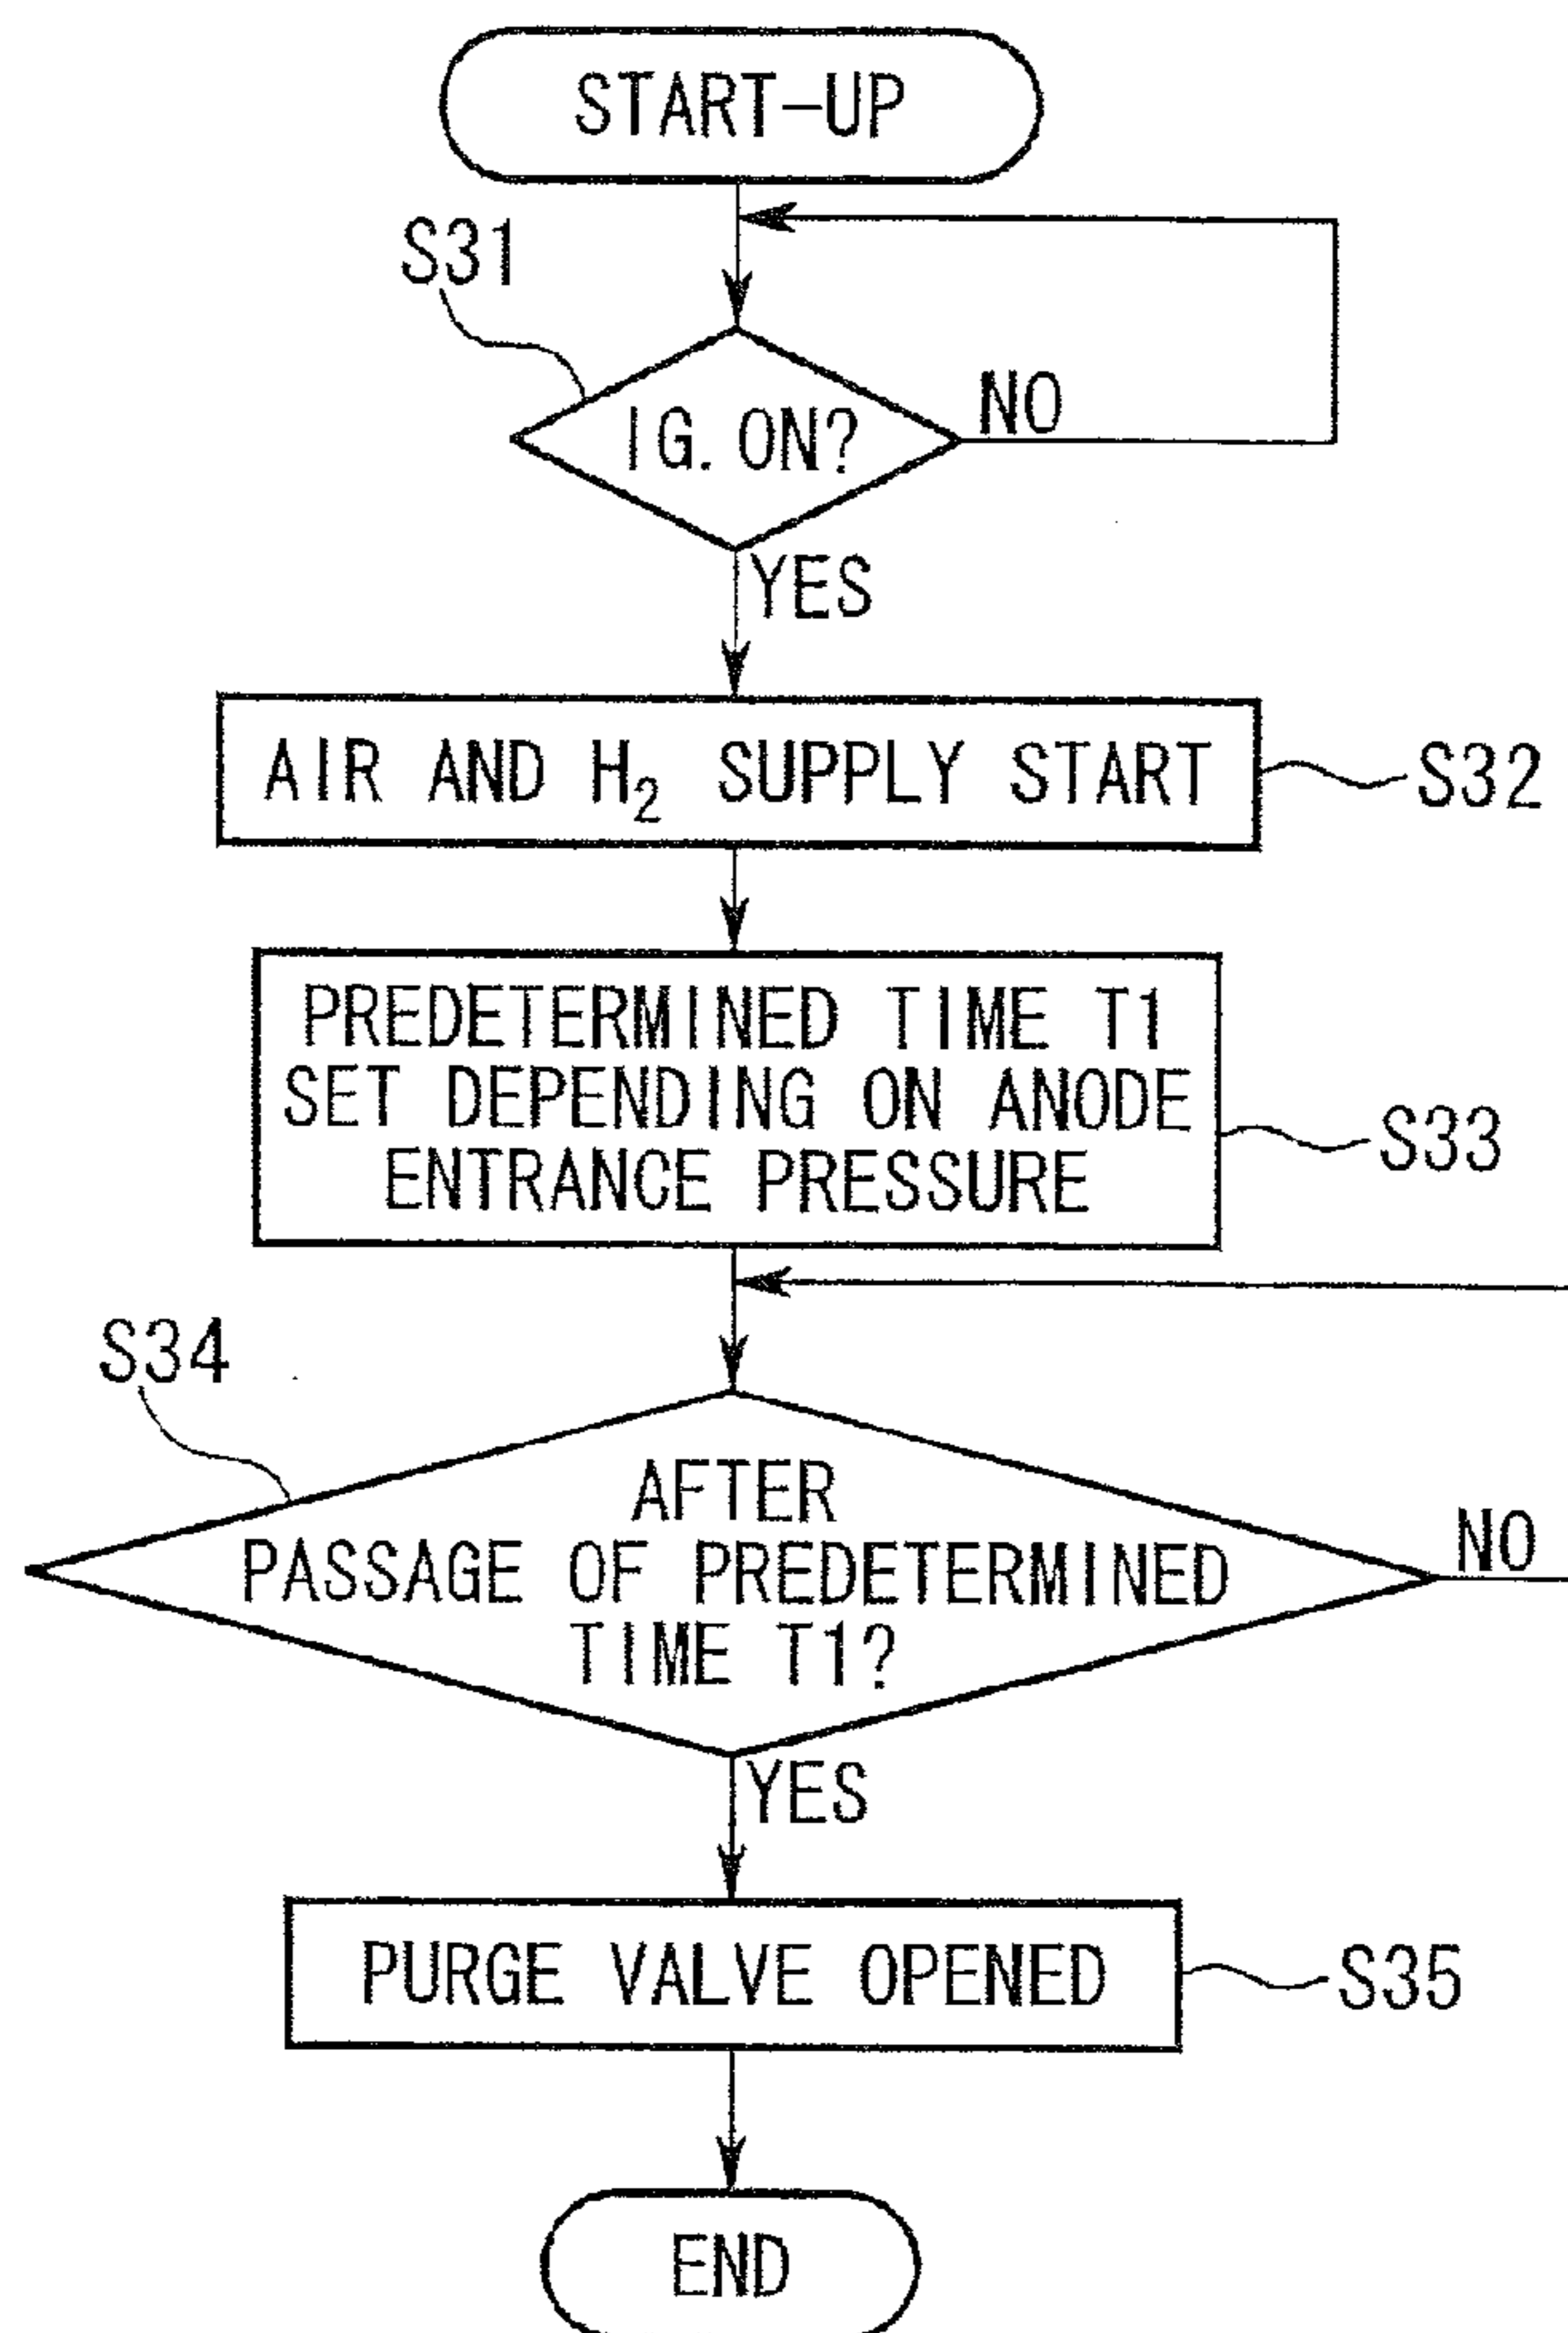 START-UP
S31
IG. ON?
NO
YES
AIR AND H₂ SUPPLY START
S32
PREDETERMINED TIME T1
SET DEPENDING ON ANODE
ENTRANCE PRESSURE
S33
S34
AFTER
PASSAGE OF PREDETERMINED
TIME T1?
NO
YES
PURGE VALVE OPENED
S35
END